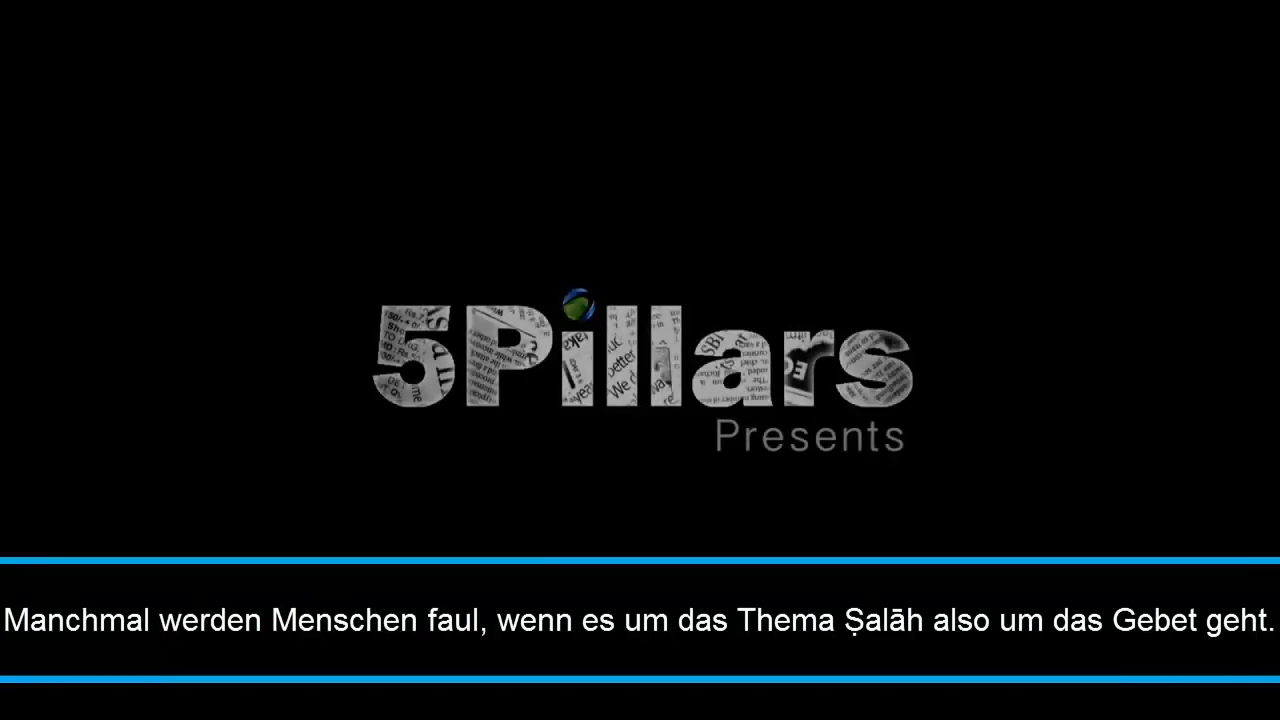 5Pillars
Presents
Manchmal werden Menschen faul, wenn es um das Thema Ṣalāh also um das Gebet geht.